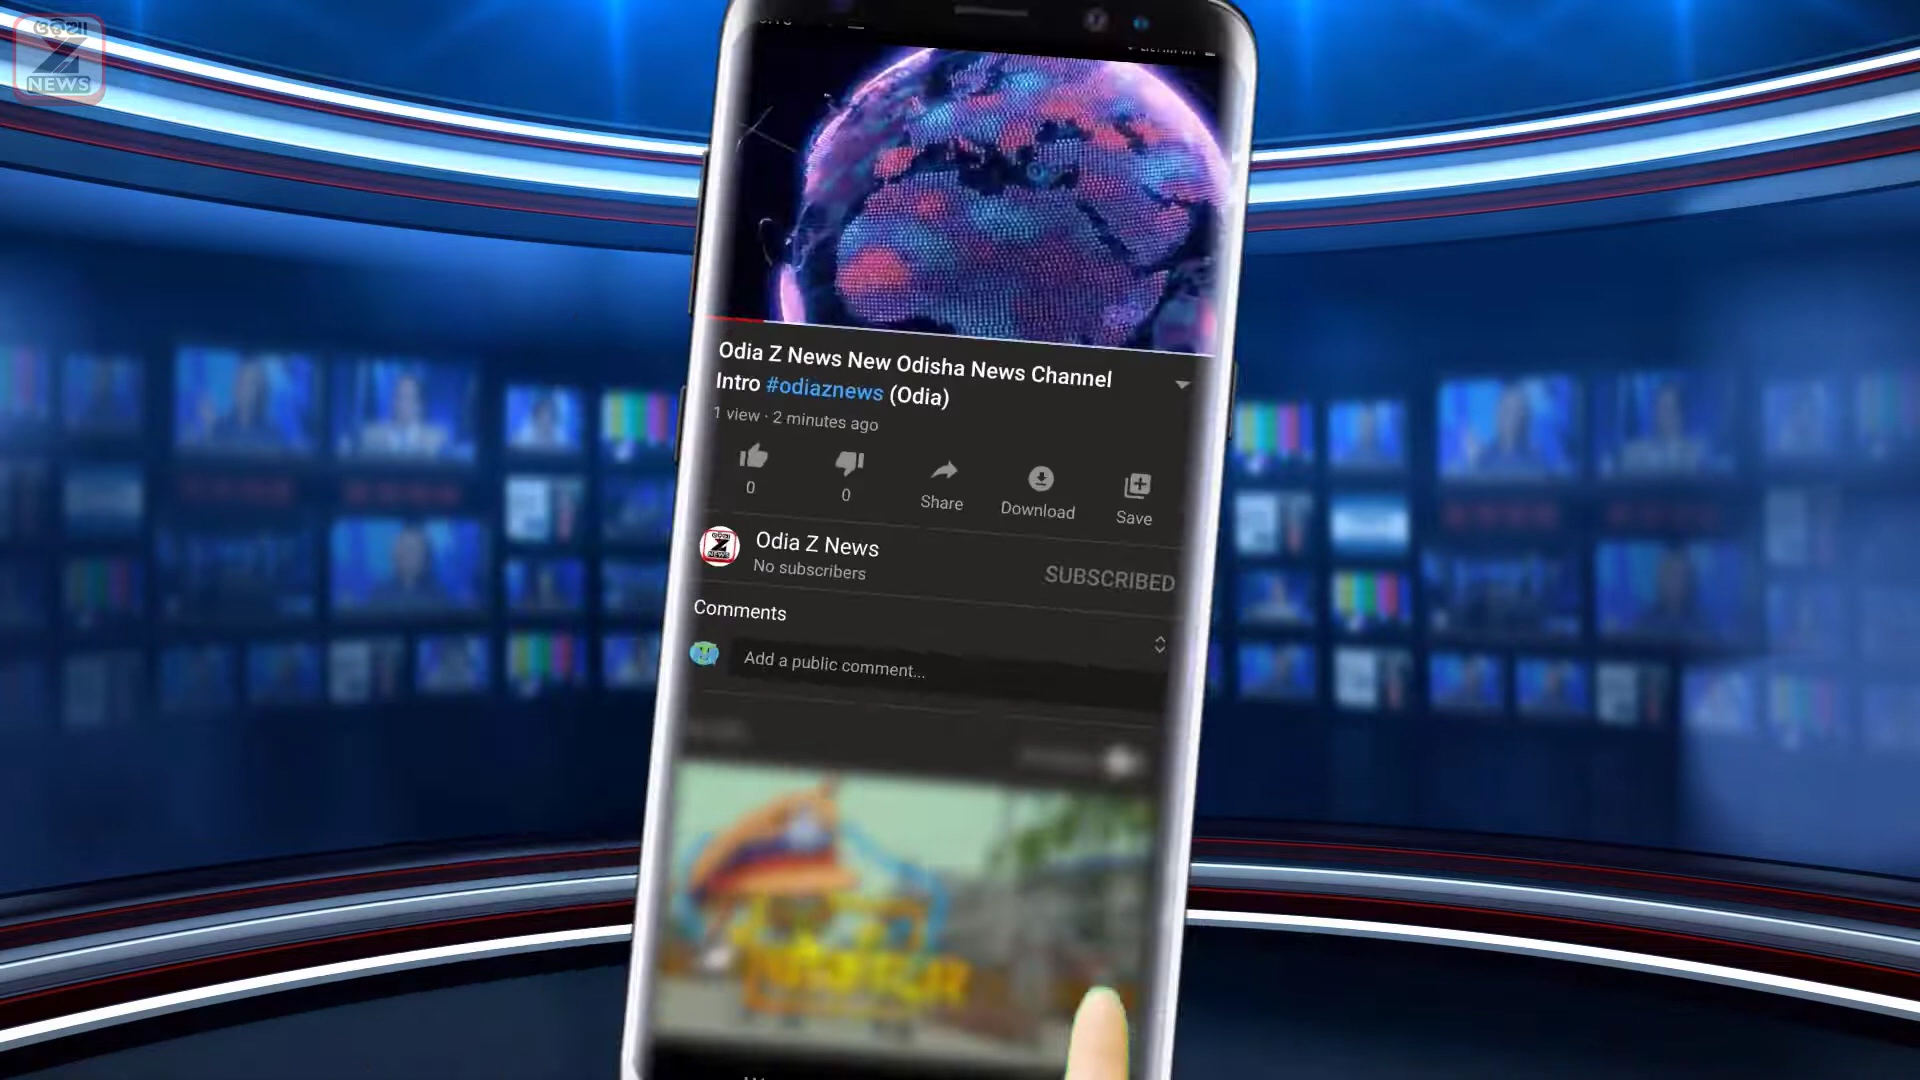 ଓଡ଼ିଆ
Z
NEWS
Odia Z News New Odisha News Channel
Intro #odiaznews (Odia)
1 view · 2 minutes ago
0
0
Share
Download
Save
Odia Z News
No subscribers
SUBSCRIBED
Comments
Add a public comment...